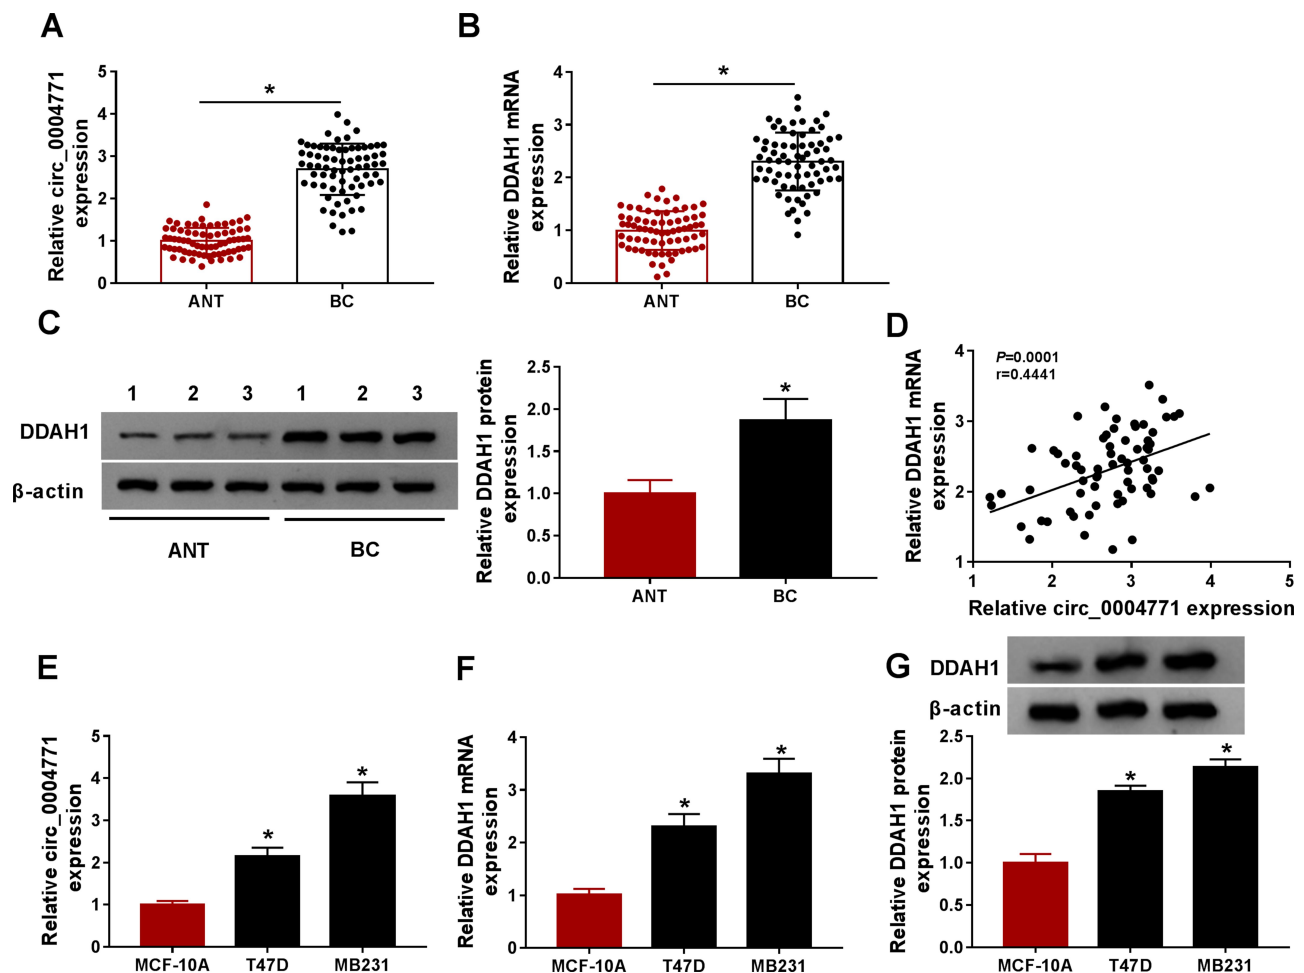 A
Relative circ_0004771
expression
5
4
3
2
1
0
*
ANT
BC
B
Relative DDAH1 mRNA
expression
4
3
2
1
0
*
ANT
BC
C
1 2 3 1 2 3
DDAH1
β-actin
ANT
BC
Relative DDAH1 protein
expression
2.5
2.0
1.5
1.0
0.5
0.0
*
ANT
BC
D
Relative DDAH1 mRNA
expression
4
3
2
1
P=0.0001
r=0.4441
1 2 3 4 5
Relative circ_0004771 expression
E
Relative circ_0004771
expression
5
4
3
2
1
0
*
*
MCF-10A T47D MB231
F
Relative DDAH1 mRNA
expression
4
3
2
1
0
*
*
MCF-10A T47D MB231
G
DDAH1
β-actin
Relative DDAH1 protein
expression
2.5
2.0
1.5
1.0
0.5
0.0
*
*
MCF-10A T47D MB231